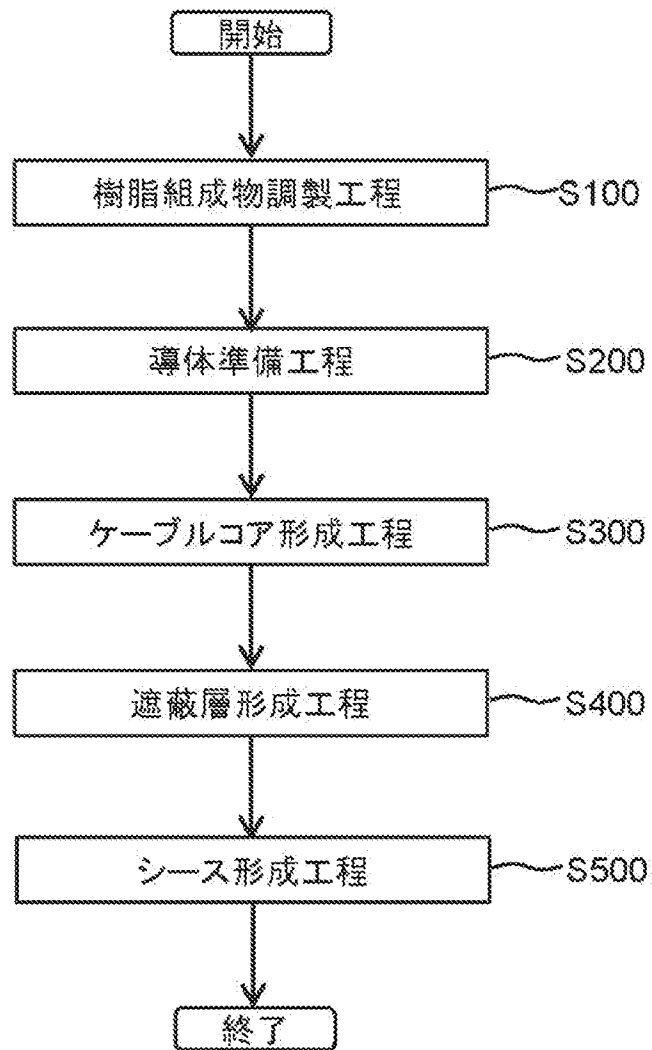 開始
樹脂組成物調製工程 S100
導体準備工程 S200
ケーブルコア形成工程 S300
遮蔽層形成工程 S400
シース形成工程 S500
終了